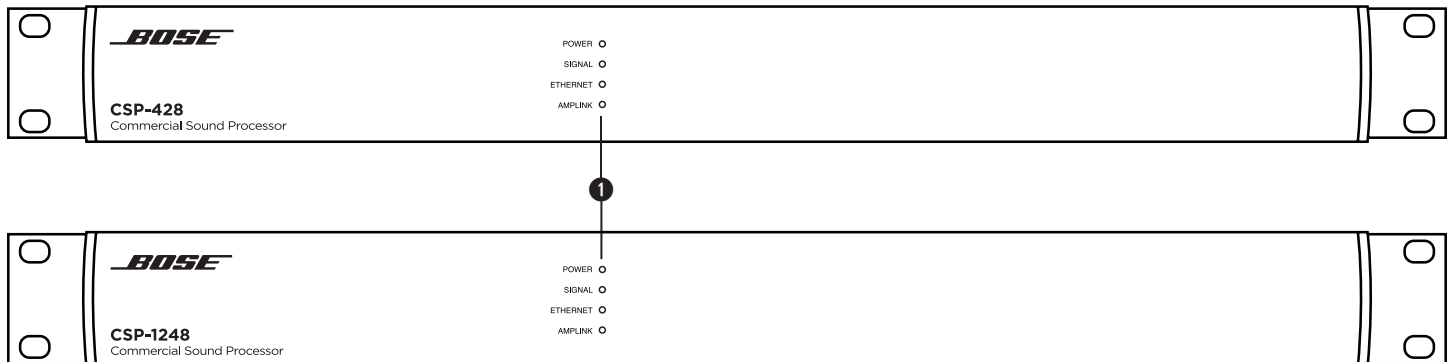 BOSE
POWER
SIGNAL
ETHERNET
AMPLINK
CSP-428
Commercial Sound Processor
1
BOSE
POWER
SIGNAL
ETHERNET
AMPLINK
CSP-1248
Commercial Sound Processor